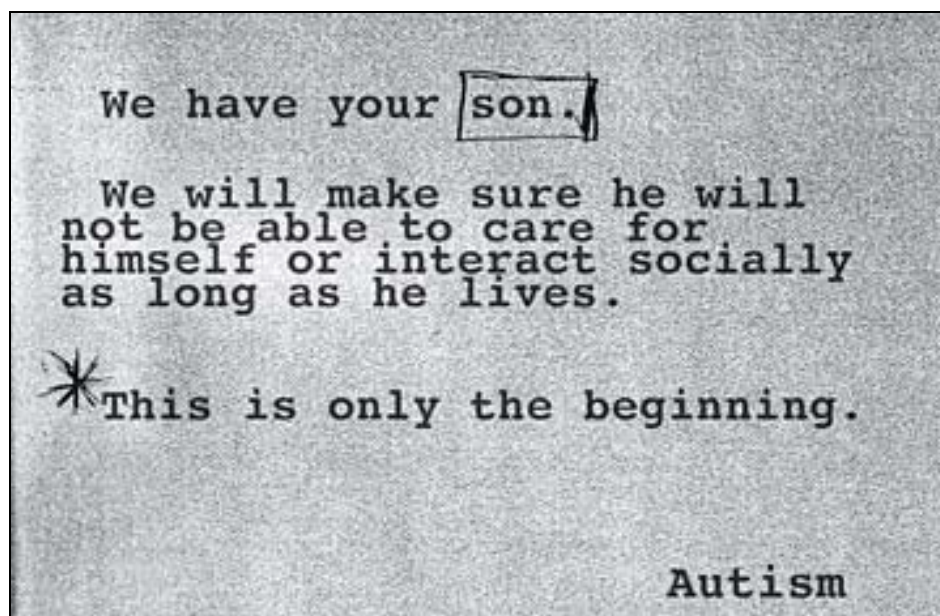 We have your son.
We will make sure he will
not be able to care for
himself or interact socially
as long as he lives.
*This is only the beginning.
Autism